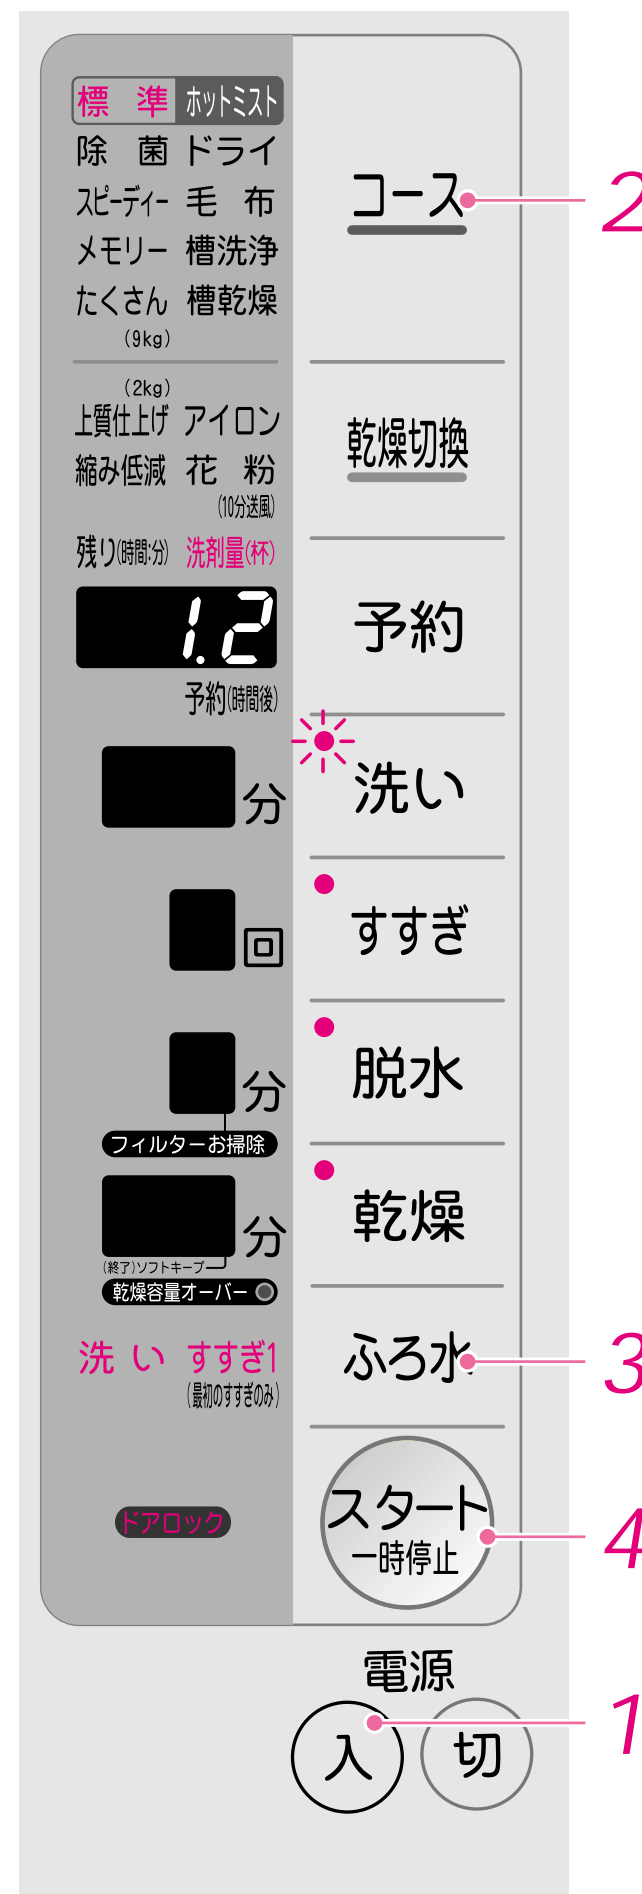 標準 ホットミスト
除菌 ドライ
スピーディー 毛布
メモリー 槽洗浄
たくさん 槽乾燥
(9kg)
コース
2
(2kg)
上質仕上げ アイロン
縮み低減 花粉
(10分送風)
乾燥切換
残り(時間:分) 洗剤量(杯)
1.2
予約(時間後)
予約
分
洗い
回
すすぎ
分
脱水
フィルターお掃除
分
乾燥
(終了)ソフトキープ
乾燥容量オーバー
洗い すすぎ1
(最初のすすぎのみ)
ふろ水
3
ドアロック
スタート
一時停止
4
電源
入
切
1